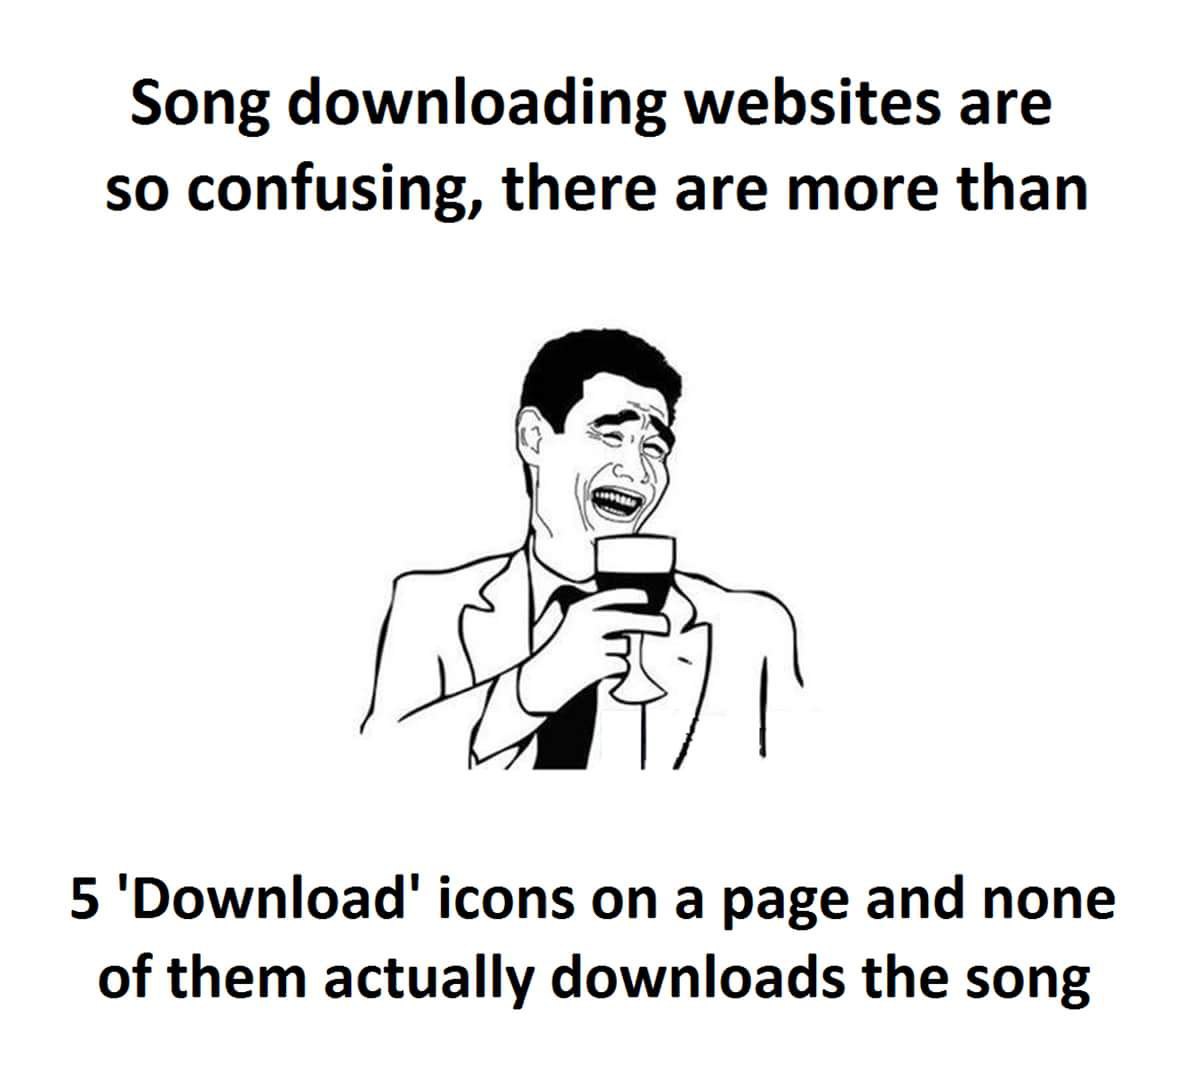 Song downloading websites are
so confusing, there are more than
5 'Download' icons on a page and none
of them actually downloads the song